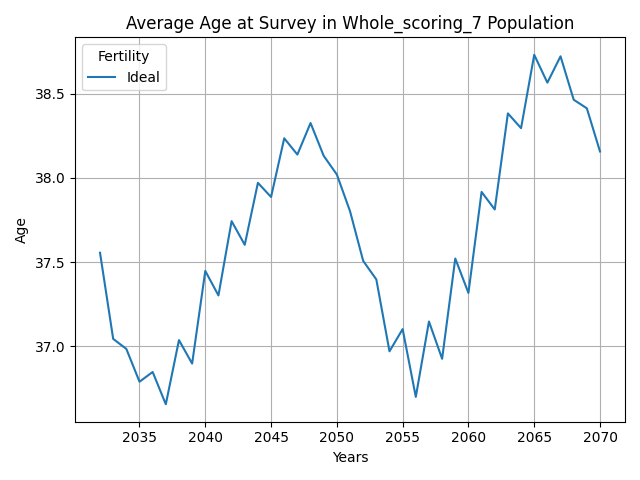 Average Age at Survey in Whole_scoring_7 Population
Fertility
Ideal
38.5
38.0
37.5
37.0
Age
2035 2040 2045 2050 2055 2060 2065 2070
Years